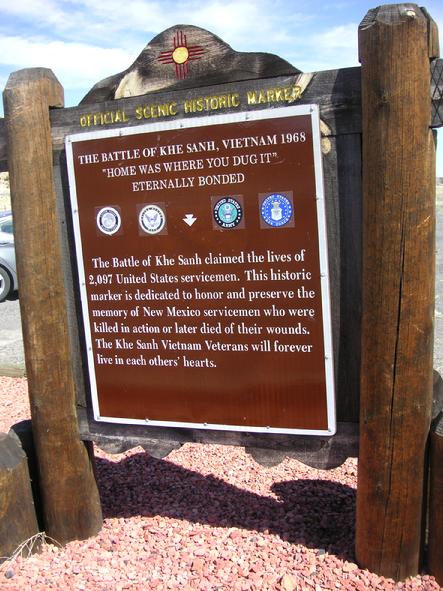 OFFICIAL SCENIC HISTORIC MARKER
THE BATTLE OF KHE SANH, VIETNAM 1968
"HOME WAS WHERE YOU DUG IT"
ETERNALLY BONDED
The Battle of Khe Sanh claimed the lives of
2,097 United States servicemen. This historic
marker is dedicated to honor and preserve the
memory of New Mexico servicemen who were
killed in action or later died of their wounds.
The Khe Sanh Vietnam Veterans will forever
live in each others' hearts.